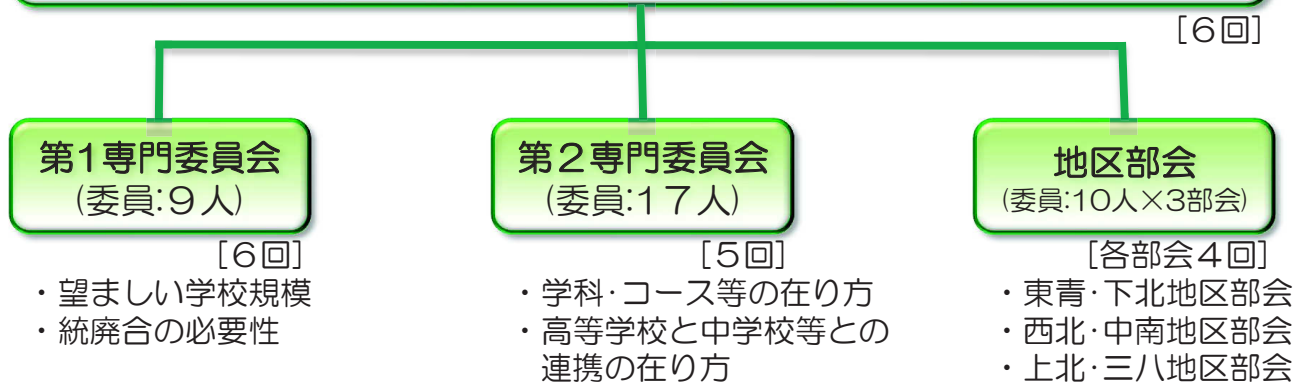 [6回]
第1専門委員会
(委員:9人)
[6回]
・望ましい学校規模
・統廃合の必要性
第2専門委員会
(委員:17人)
[5回]
・学科・コース等の在り方
・高等学校と中学校等との
連携の在り方
地区部会
(委員:10人×3部会)
[各部会4回]
・東青・下北地区部会
・西北・中南地区部会
・上北・三八地区部会